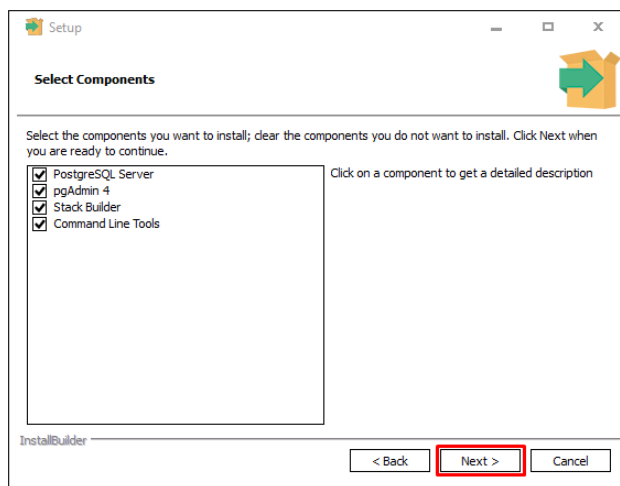 Setup
Select Components
Select the components you want to install; clear the components you do not want to install. Click Next when
you are ready to continue.
PostgreSQL Server
pgAdmin 4
Stack Builder
Command Line Tools
Click on a component to get a detailed description
InstallBuilder
< Back
Next >
Cancel